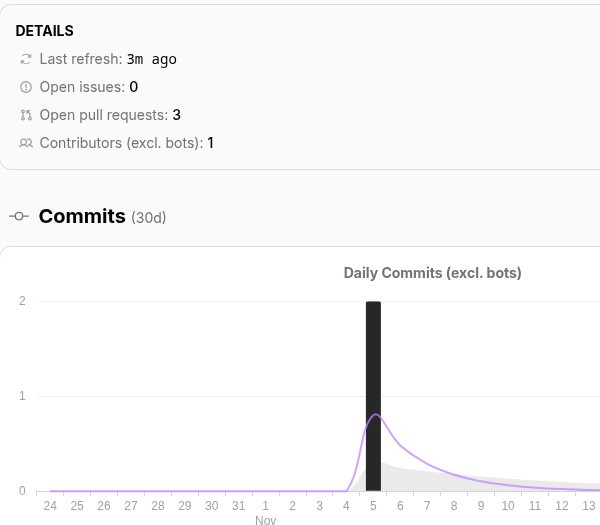 DETAILS
Last refresh: 3m ago
Open issues: 0
Open pull requests: 3
Contributors (excl. bots): 1
Commits (30d)
Daily Commits (excl. bots)
2
1
0
24 25 26 27 28 29 30 31 1 2 3 4 5 6 7 8 9 10 11 12 13
Nov